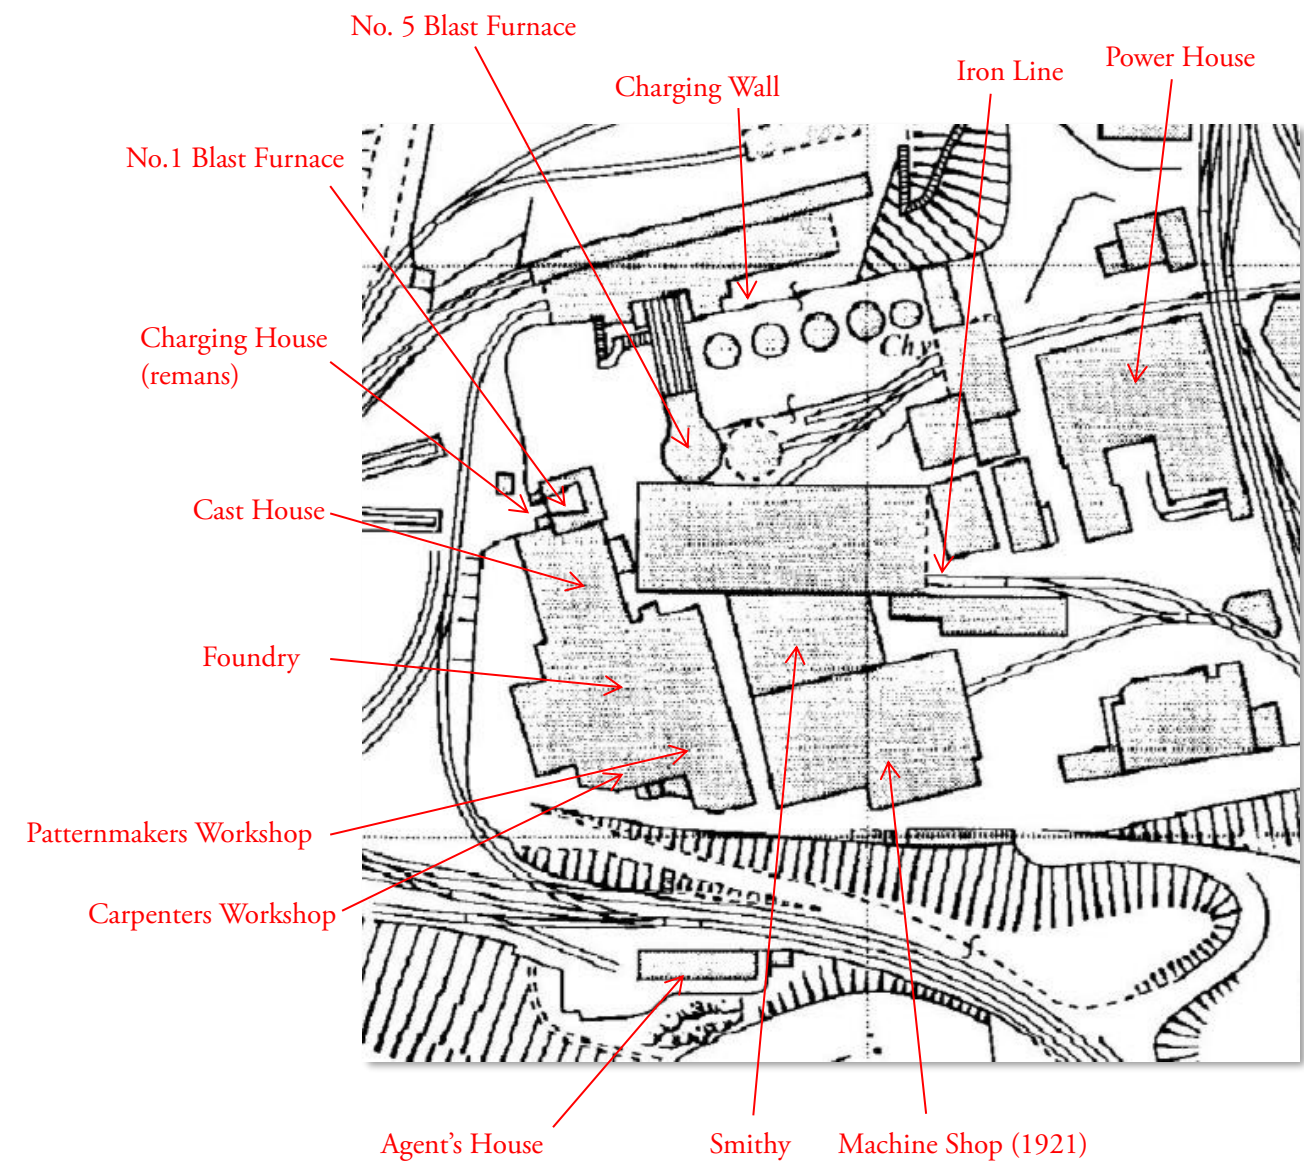 No. 5 Blast Furnace
Power House
Iron Line
Charging Wall
No.1 Blast Furnace
Charging House
(remans)
Chy
Cast House
Foundry
Patternmakers Workshop
Carpenters Workshop
Agent's House
Smithy
Machine Shop (1921)